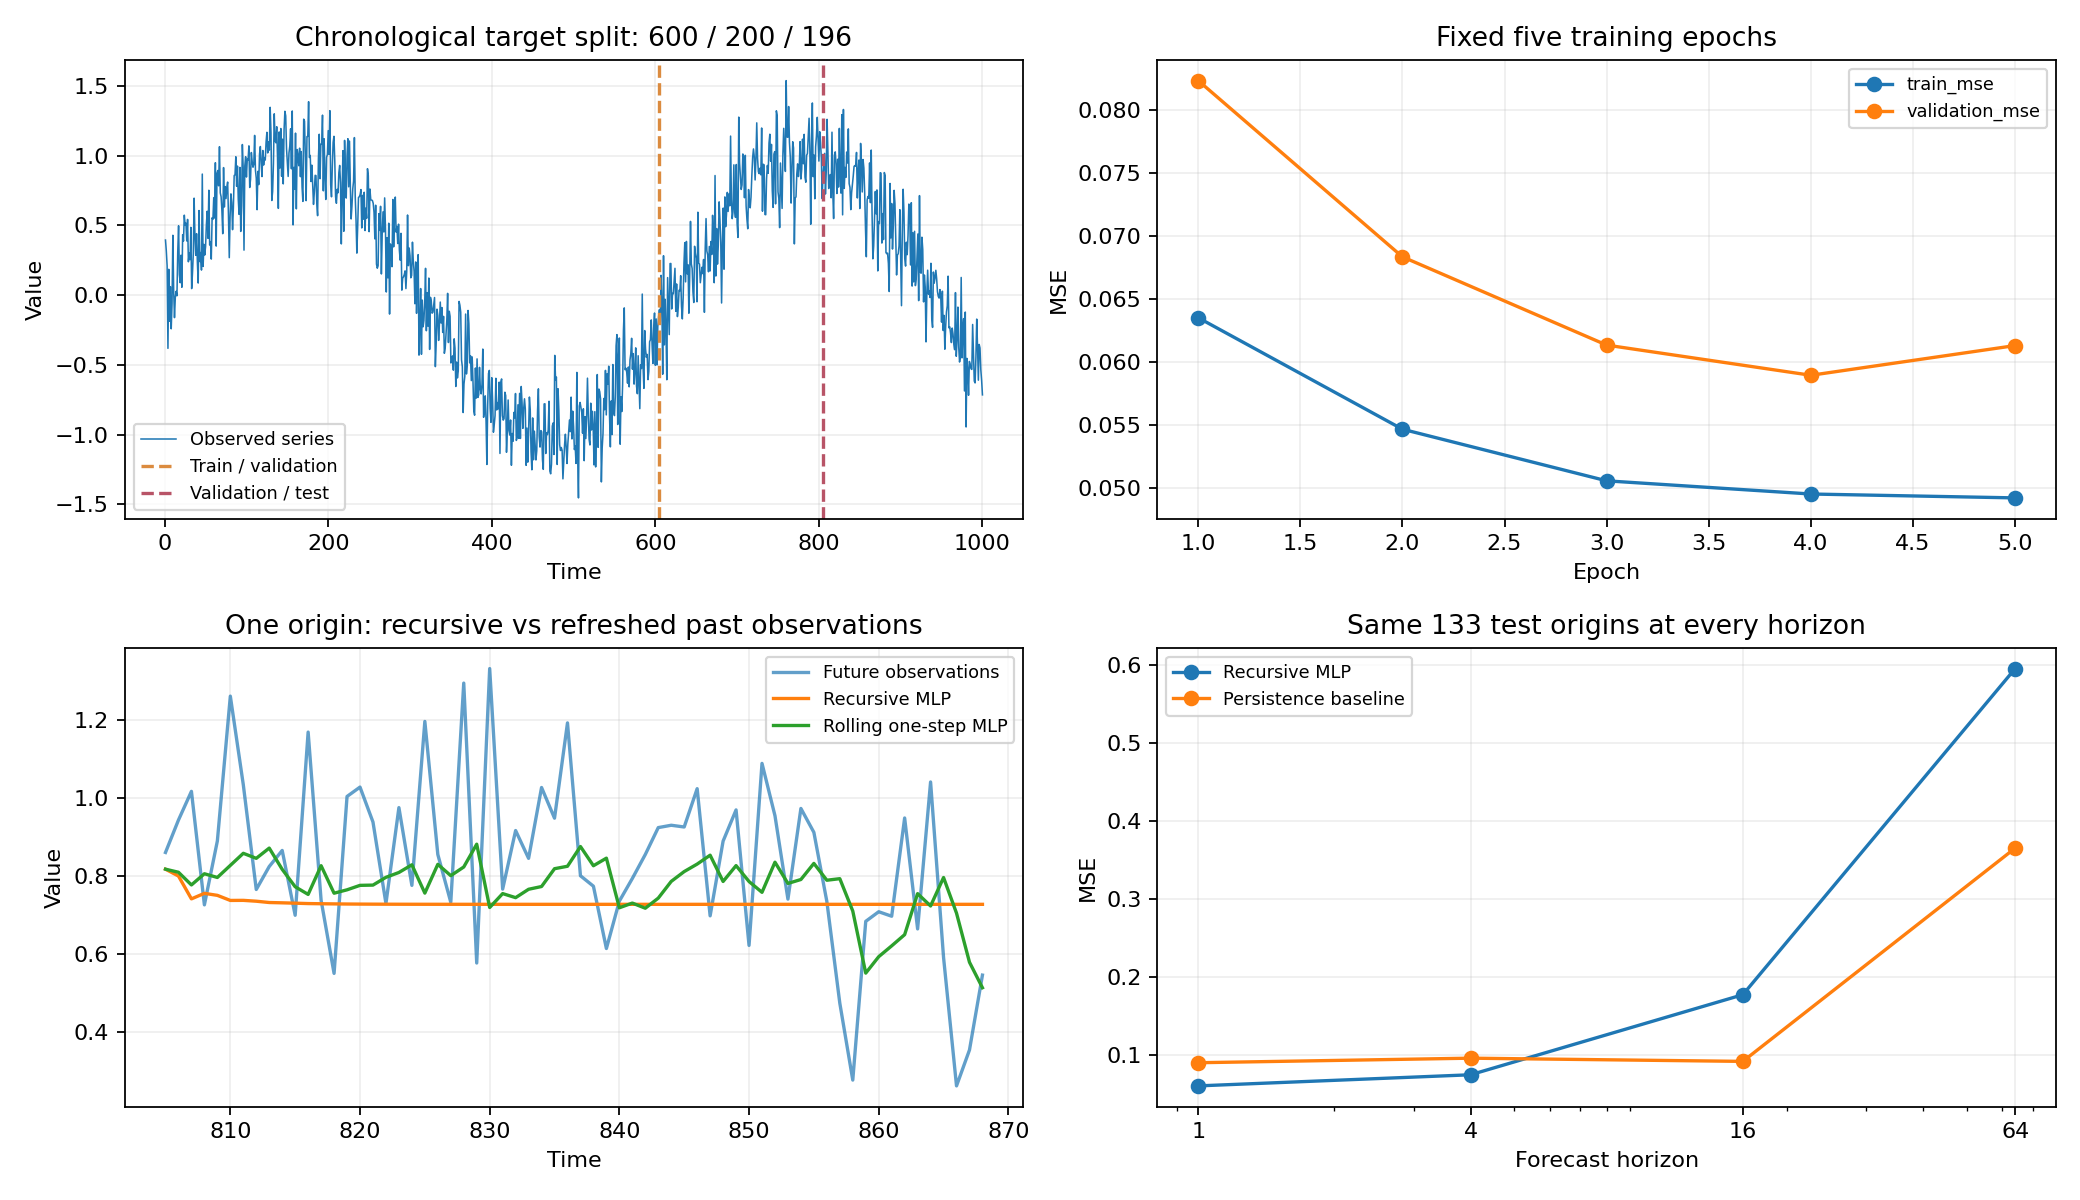 Chronological target split: 600 / 200 / 196
Value
1.5
1.0
0.5
0.0
−0.5
−1.0
−1.5
Observed series
Train / validation
Validation / test
0 200 400 600 800 1000
Time
Fixed five training epochs
MSE
0.080
0.075
0.070
0.065
0.060
0.055
0.050
train_mse
validation_mse
1.0 1.5 2.0 2.5 3.0 3.5 4.0 4.5 5.0
Epoch
One origin: recursive vs refreshed past observations
Value
1.2
1.0
0.8
0.6
0.4
Future observations
Recursive MLP
Rolling one-step MLP
810 820 830 840 850 860 870
Time
Same 133 test origins at every horizon
MSE
0.6
0.5
0.4
0.3
0.2
0.1
Recursive MLP
Persistence baseline
1 4 16 64
Forecast horizon